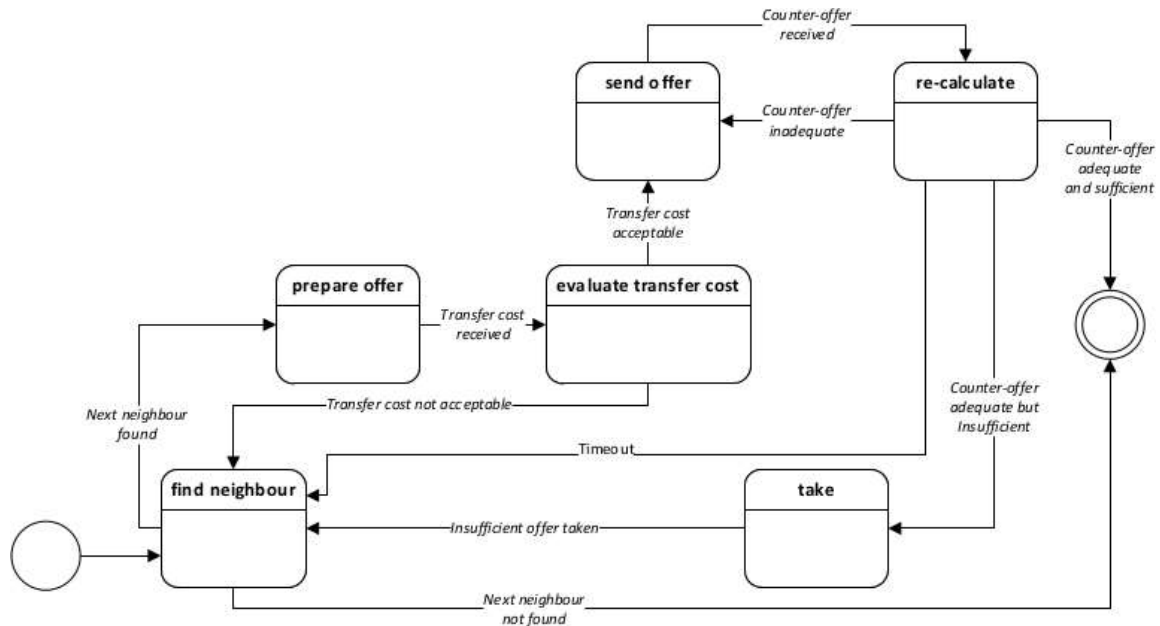 Counter-offer
received
send offer
re-calculate
Counter-offer
inadequate
Counter-offer
adequate
and sufficient
Transfer cost
acceptable
prepare offer
evaluate transfer cost
Transfer cost
received
Next neighbour
found
Transfer cost not acceptable
Counter-offer
adequate but
Insufficient
Timeout
find neighbour
take
Insufficient offer taken
Next neighbour
not found